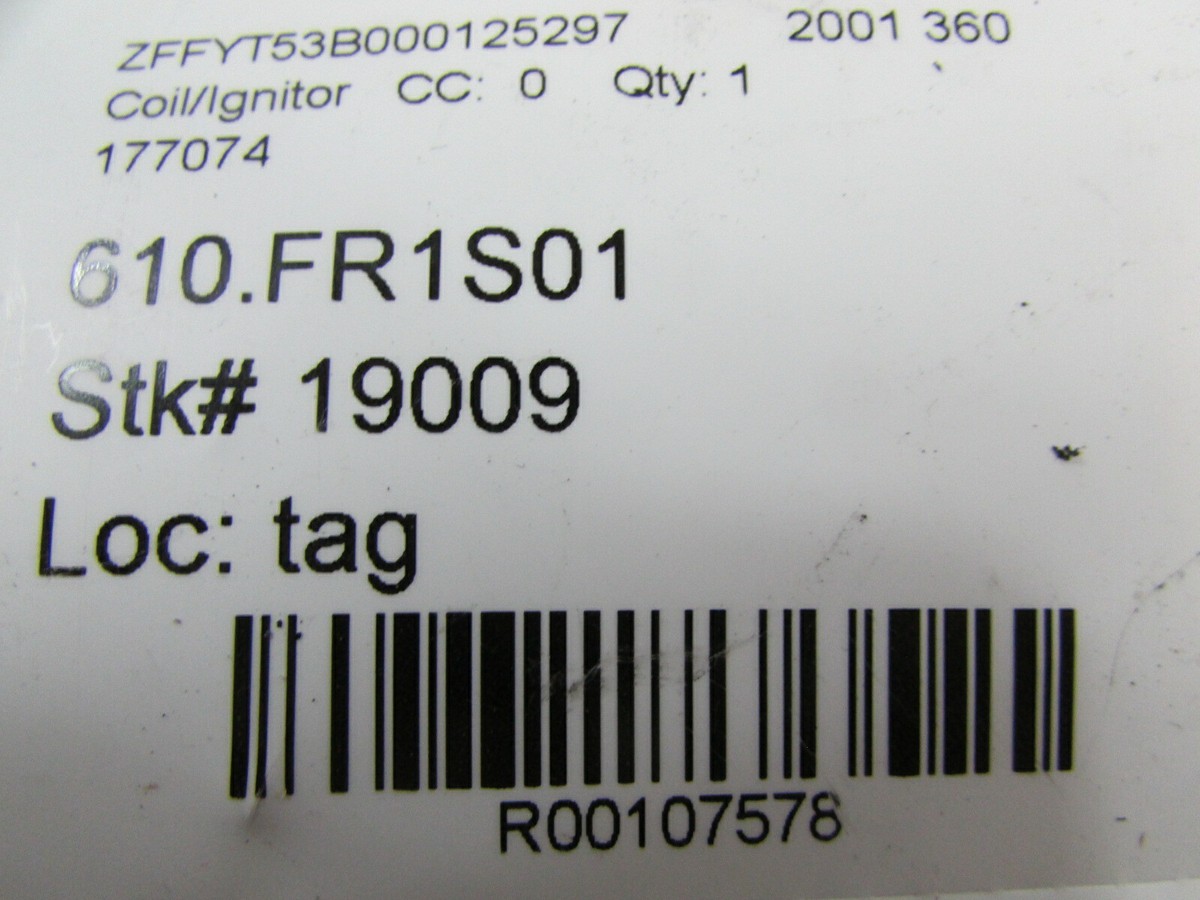 ZFFYT53B000125297 2001 360
Coil/Ignitor CC: 0 Qty: 1
177074
610.FR1S01
Stk# 19009
Loc: tag
R00107578